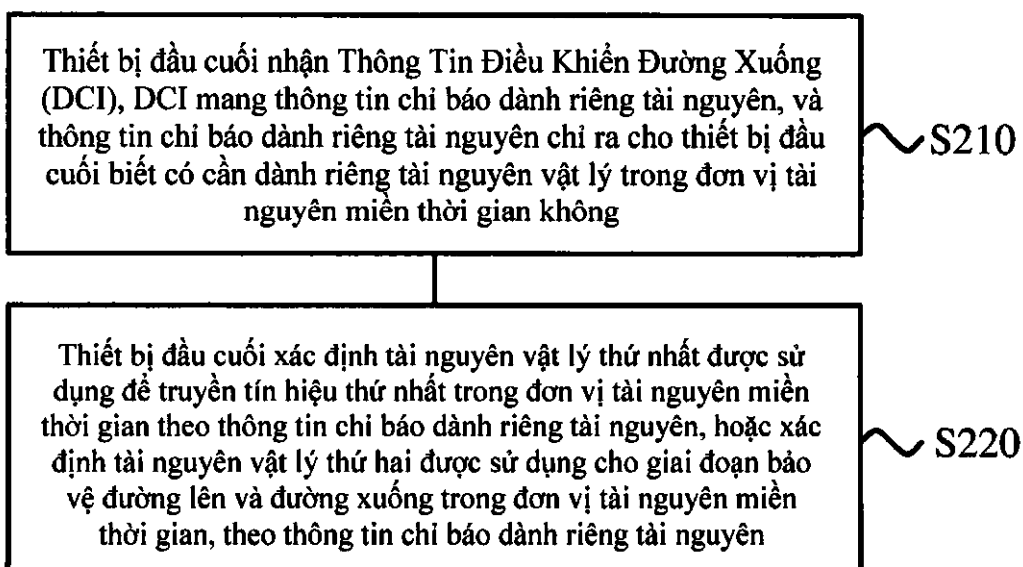 Thiết bị đầu cuối nhận Thông Tin Điều Khiển Đường Xuống
(DCI), DCI mang thông tin chỉ báo dành riêng tài nguyên, và
thông tin chỉ báo dành riêng tài nguyên chỉ ra cho thiết bị đầu
cuối biết có cần dành riêng tài nguyên vật lý trong đơn vị tài
nguyên miền thời gian không
S210
Thiết bị đầu cuối xác định tài nguyên vật lý thứ nhất được sử
dụng để truyền tín hiệu thứ nhất trong đơn vị tài nguyên miền
thời gian theo thông tin chỉ báo dành riêng tài nguyên, hoặc xác
định tài nguyên vật lý thứ hai được sử dụng cho giai đoạn bảo
vệ đường lên và đường xuống trong đơn vị tài nguyên miền
thời gian, theo thông tin chỉ báo dành riêng tài nguyên
S220